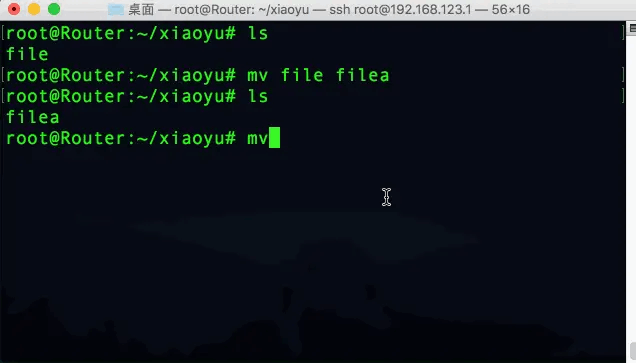 桌面 — root@Router: ~/xiaoyu — ssh root@192.168.123.1 — 56×16
[root@Router:~/xiaoyu# ls ]
file
[root@Router:~/xiaoyu# mv file filea ]
[root@Router:~/xiaoyu# ls ]
filea
root@Router:~/xiaoyu# mv